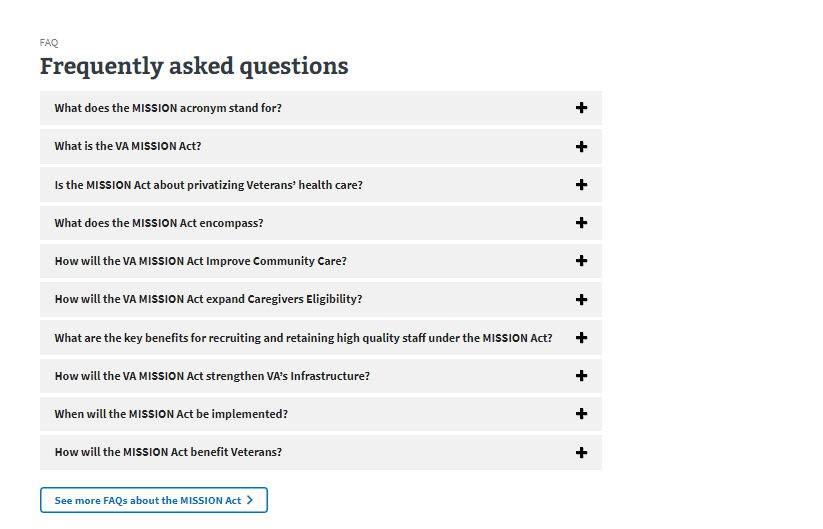 FAQ
Frequently asked questions
What does the MISSION acronym stand for?
What is the VA MISSION Act?
Is the MISSION Act about privatizing Veterans’ health care?
What does the MISSION Act encompass?
How will the VA MISSION Act Improve Community Care?
How will the VA MISSION Act expand Caregivers Eligibility?
What are the key benefits for recruiting and retaining high quality staff under the MISSION Act?
How will the VA MISSION Act strengthen VA’s Infrastructure?
When will the MISSION Act be implemented?
How will the MISSION Act benefit Veterans?
See more FAQs about the MISSION Act